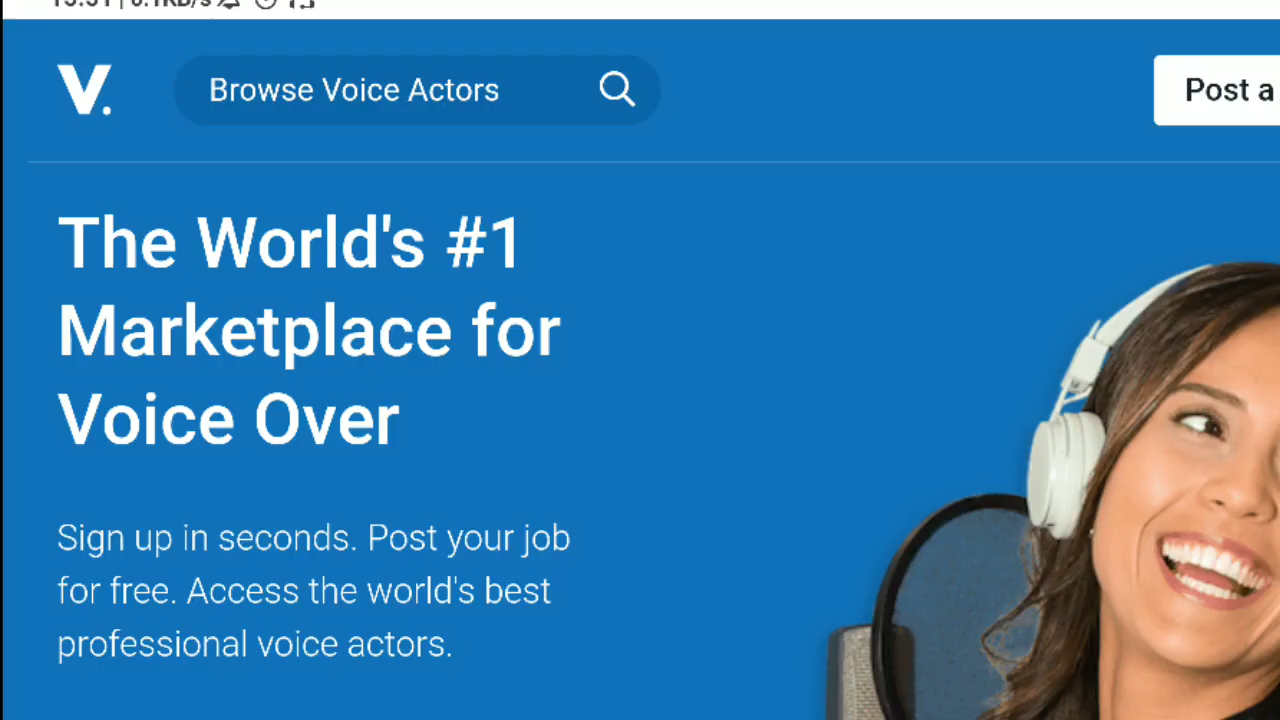 V.
Browse Voice Actors
Post a
The World's #1
Marketplace for
Voice Over
Sign up in seconds. Post your job
for free. Access the world's best
professional voice actors.